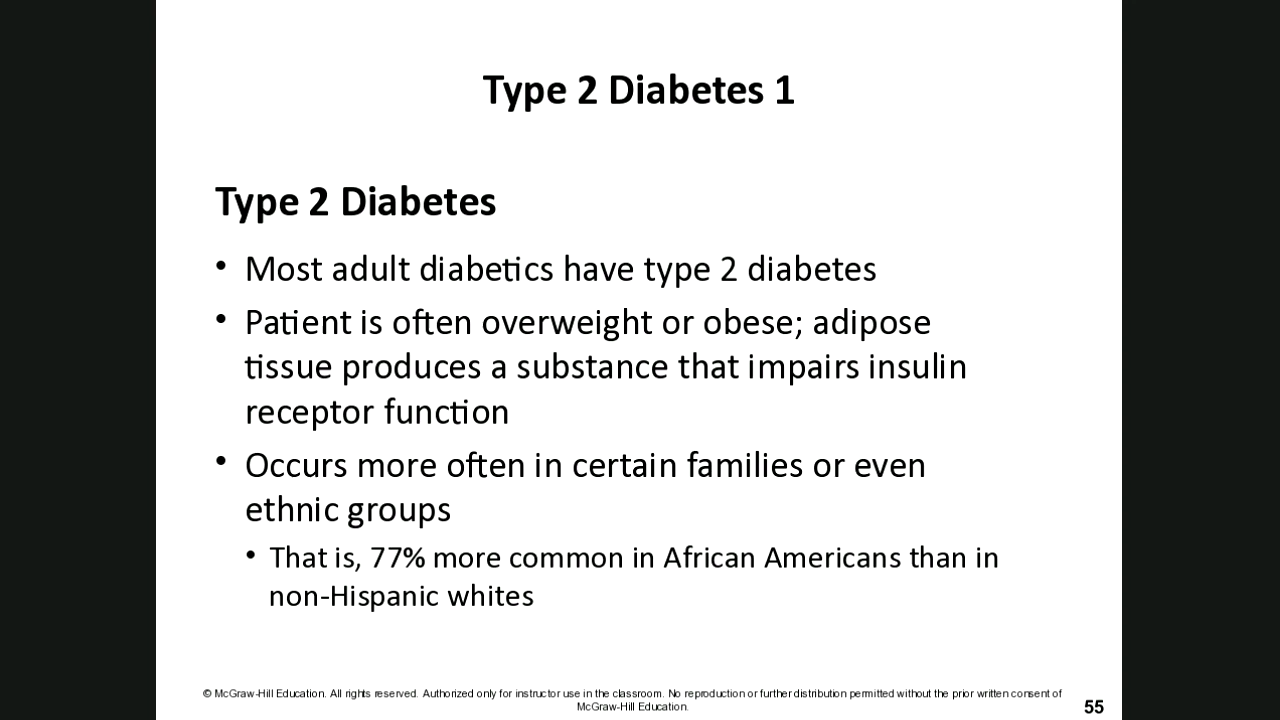 Type 2 Diabetes 1
Type 2 Diabetes
• Most adult diabetics have type 2 diabetes
• Patient is often overweight or obese; adipose
tissue produces a substance that impairs insulin
receptor function
• Occurs more often in certain families or even
ethnic groups
• That is, 77% more common in African Americans than in
non-Hispanic whites
© McGraw-Hill Education. All rights reserved. Authorized only for instructor use in the classroom. No reproduction or further distribution permitted without the prior written consent of
McGraw-Hill Education.
55